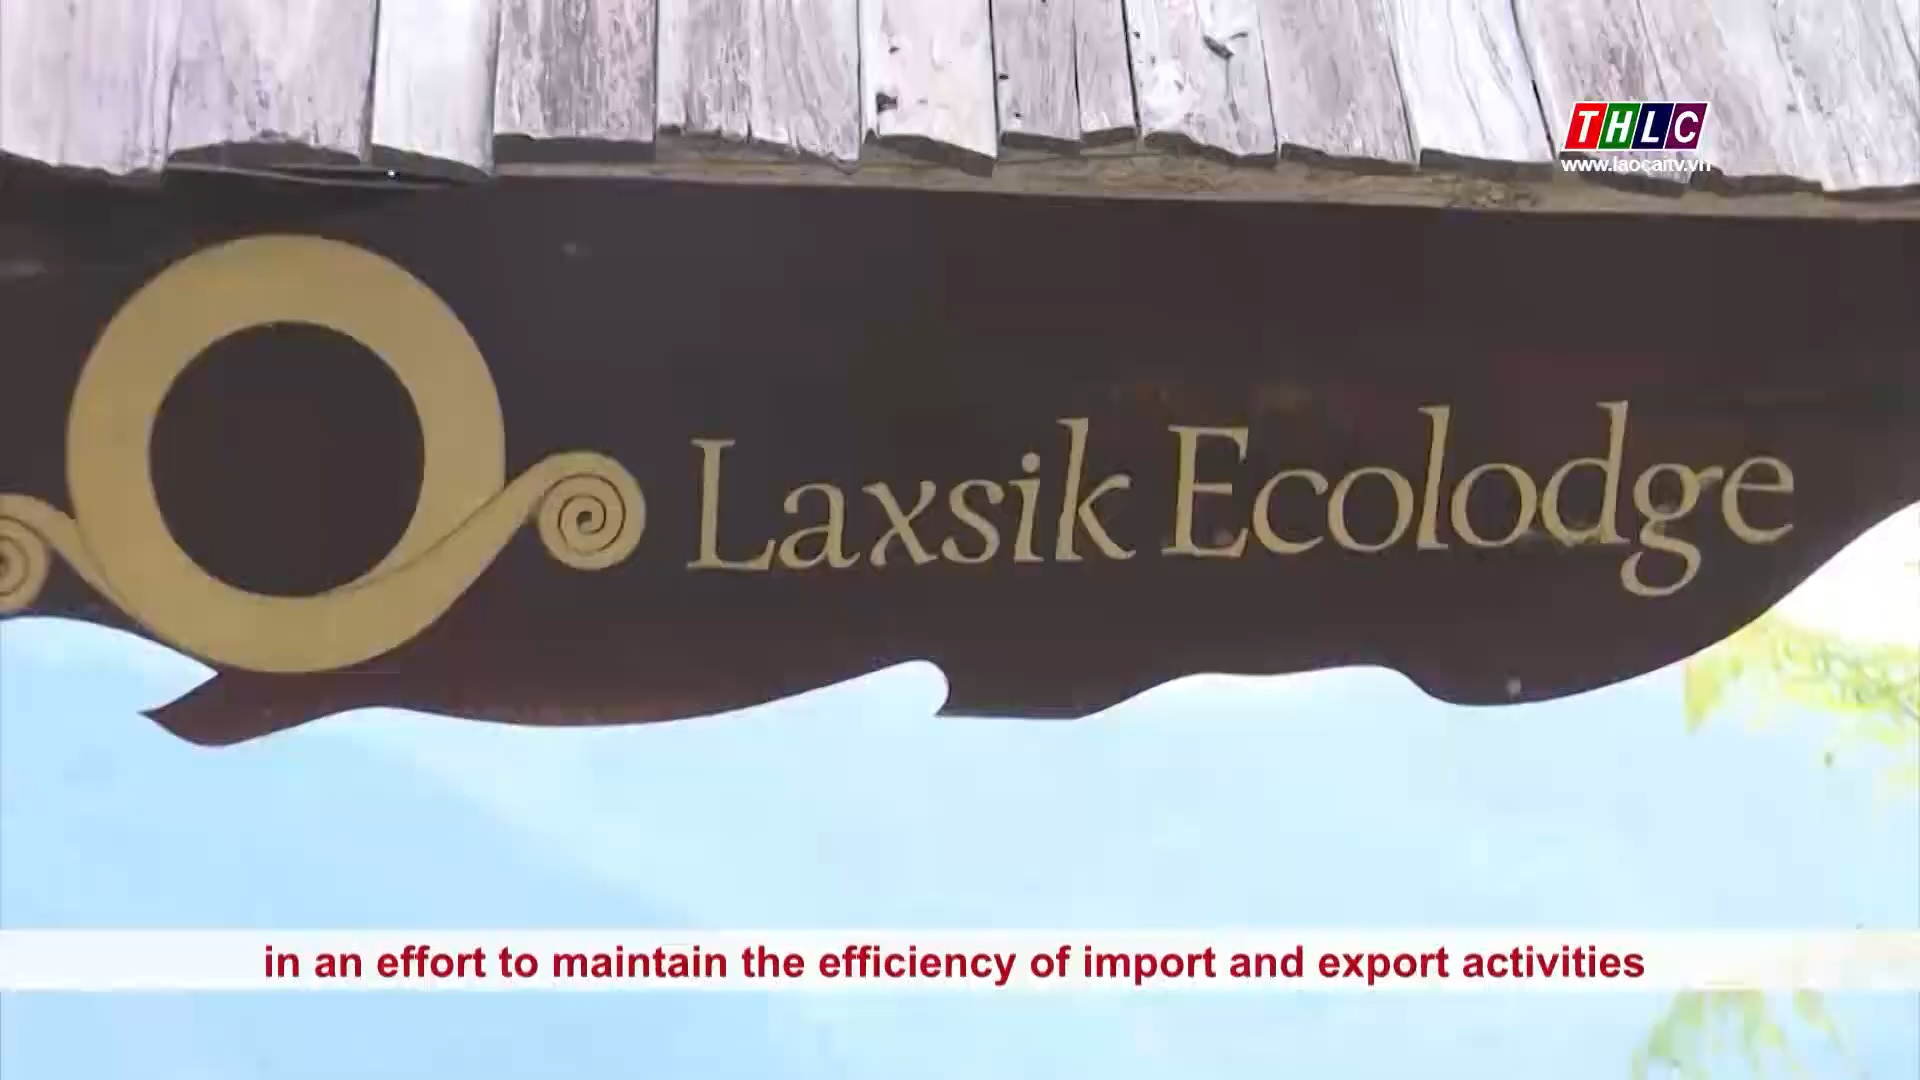 THLC
www.laocaitv.vn
Laxsik Ecolodge
in an effort to maintain the efficiency of import and export activities